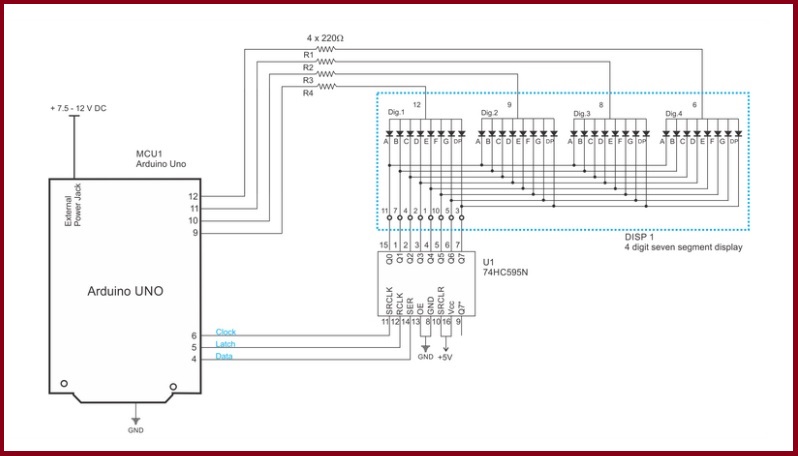 4 x 220Ω
R1
R2
R3
R4
+ 7.5 - 12 V DC
MCU1
Arduino Uno
External
Power Jack
12
11
10
9
Arduino UNO
6
5
4
Clock
Latch
Data
GND
12
9
8
6
Dig.1
Dig.2
Dig.3
Dig.4
A B C D E F G DP
A B C D E F G DP
A B C D E F G DP
A B C D E F G DP
11 7 4 2 1 10 5 3
DISP 1
4 digit seven segment display
15 1 2 3 4 5 6 7
Q0 Q1 Q2 Q3 Q4 Q5 Q6 Q7
U1
74HC595N
SRCLK RCLK SER OE GND SRCLR Vcc Q7'
11 12 14 13 8 10 16 9
GND
+5V